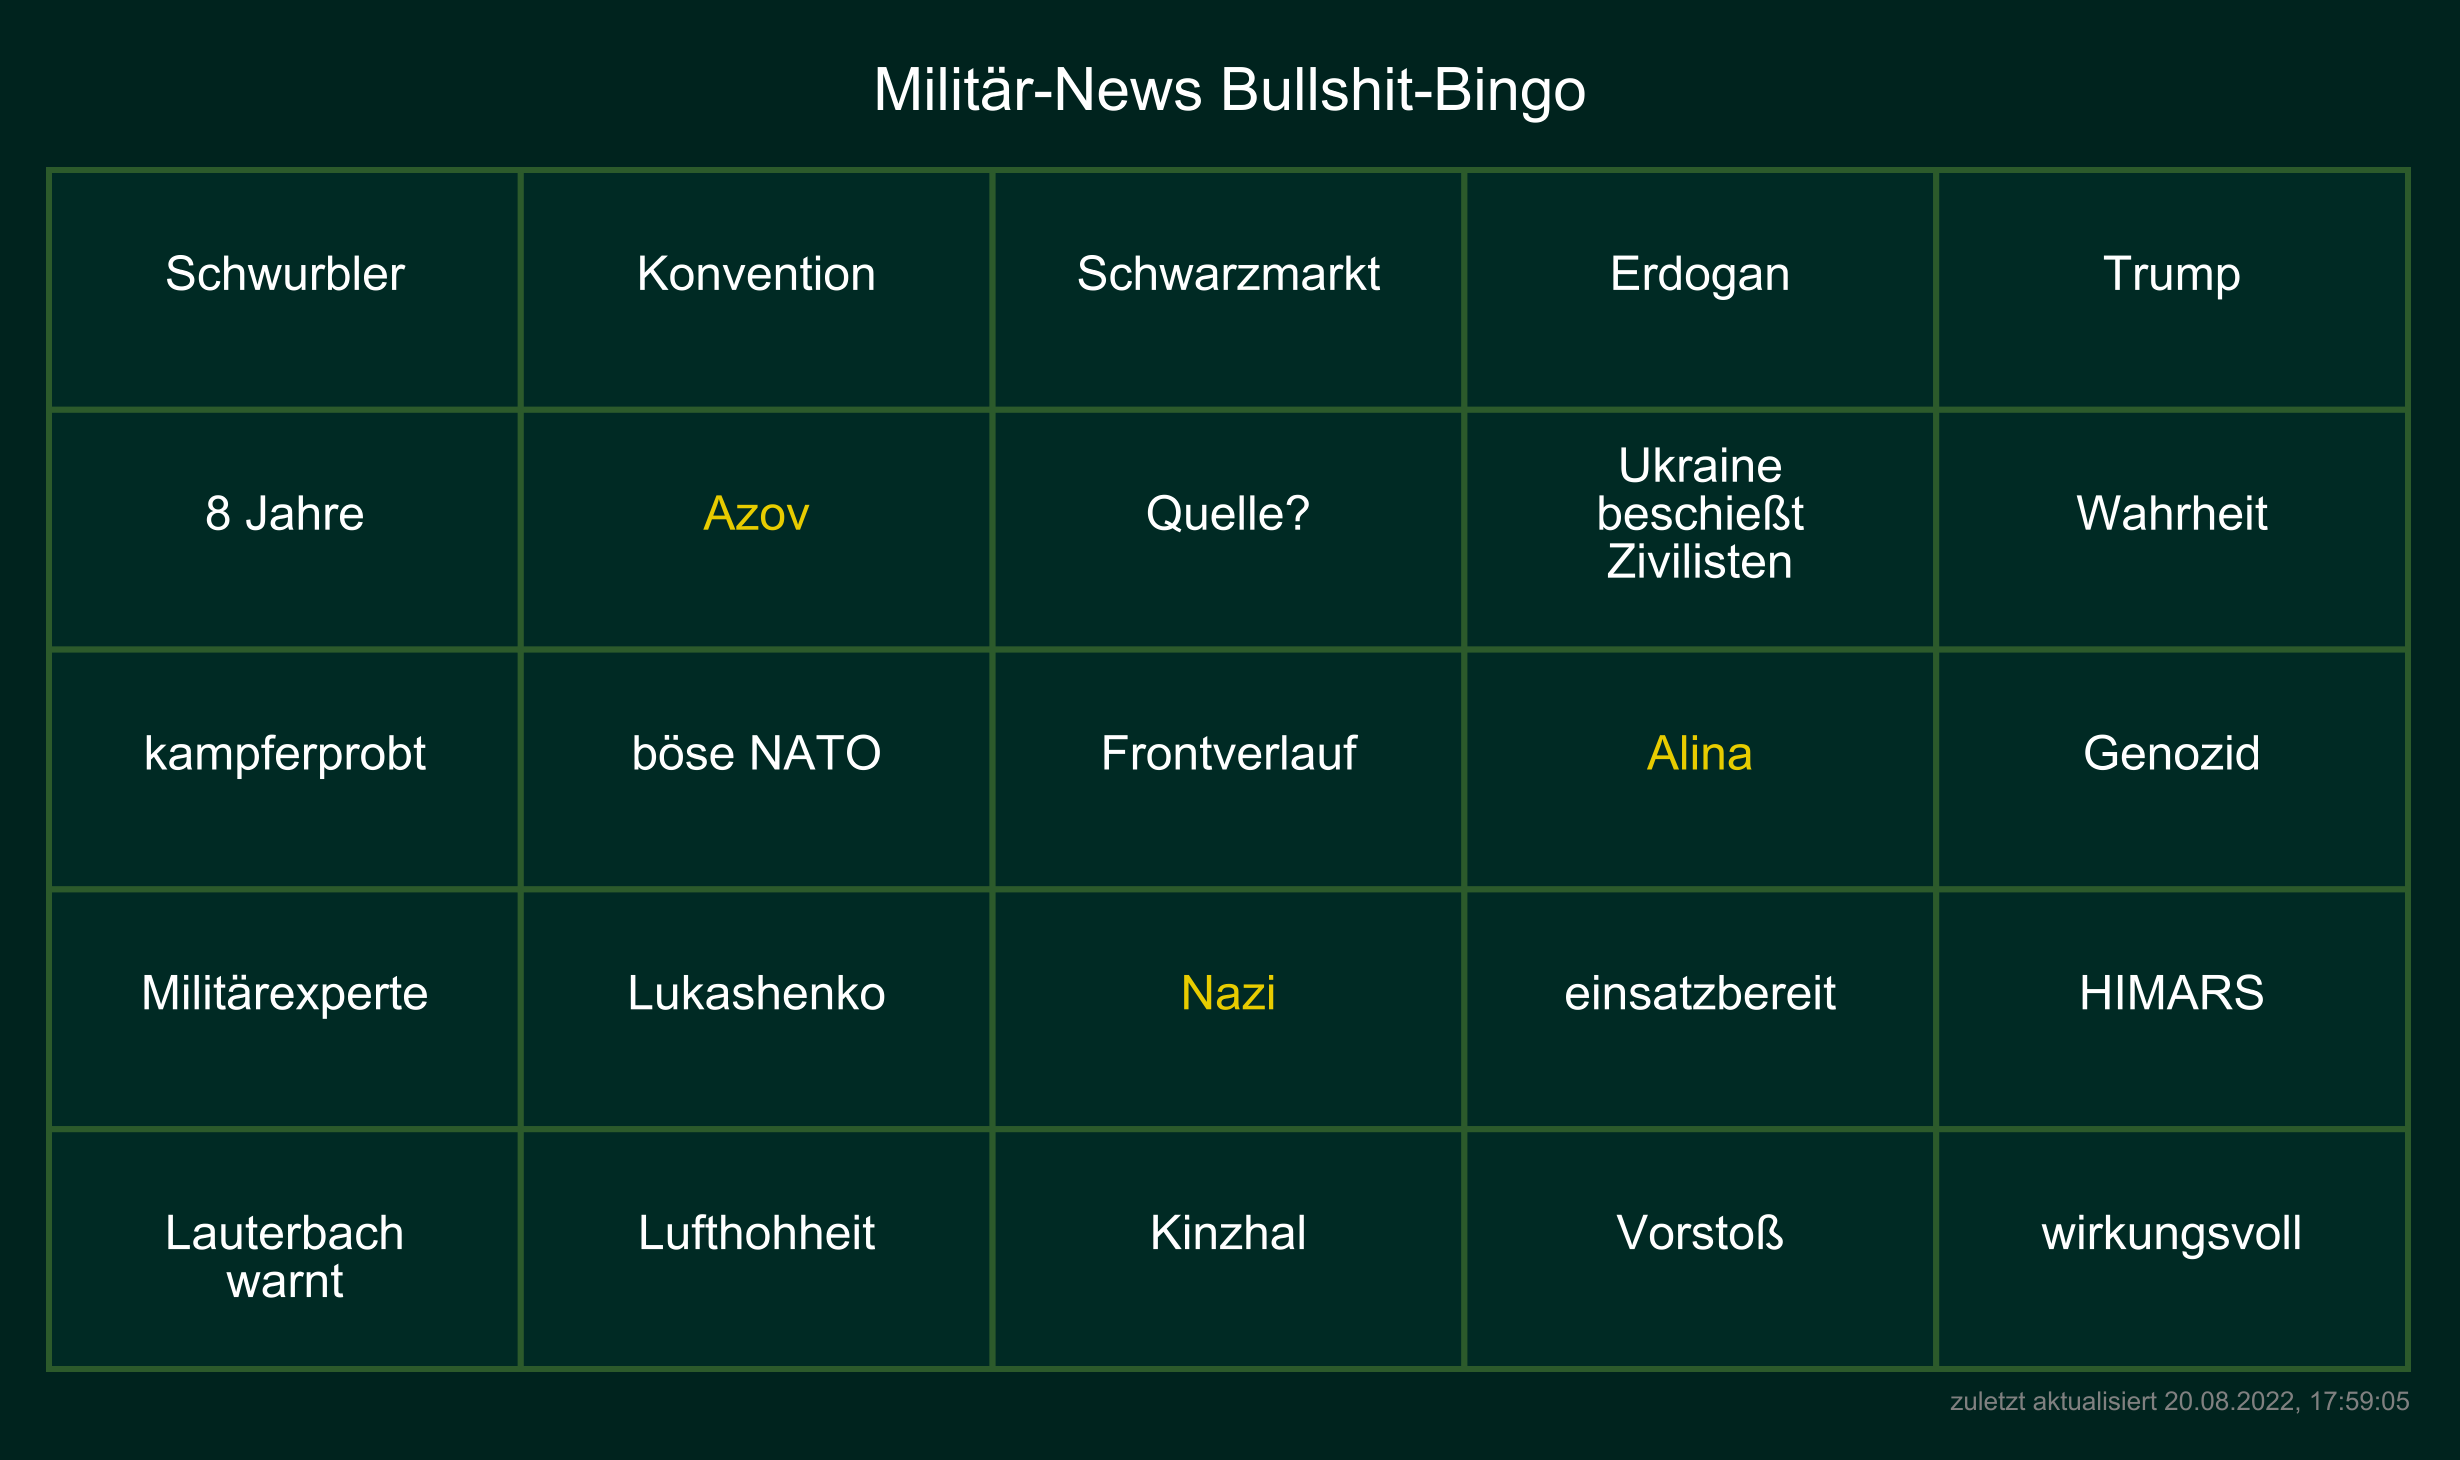 Militär-News Bullshit-Bingo
Schwurbler
Konvention
Schwarzmarkt
Erdogan
Trump
8 Jahre
Azov
Quelle?
Ukraine
beschießt
Zivilisten
Wahrheit
kampferprobt
böse NATO
Frontverlauf
Alina
Genozid
Militärexperte
Lukashenko
Nazi
einsatzbereit
HIMARS
Lauterbach
warnt
Lufthohheit
Kinzhal
Vorstoß
wirkungsvoll
zuletzt aktualisiert 20.08.2022, 17:59:05